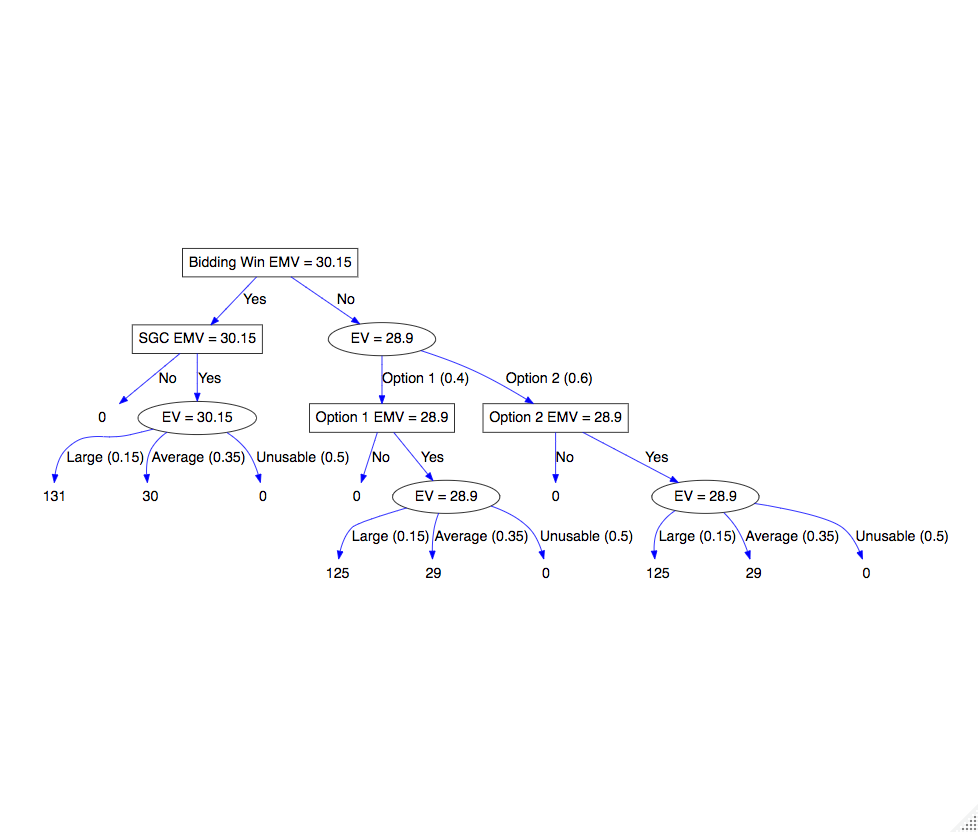 Bidding Win EMV = 30.15
Yes
No
SGC EMV = 30.15
EV = 28.9
No
Yes
Option 1 (0.4)
Option 2 (0.6)
0
EV = 30.15
Option 1 EMV = 28.9
Option 2 EMV = 28.9
Large (0.15)
Average (0.35)
Unusable (0.5)
No
Yes
No
Yes
131
30
0
0
EV = 28.9
0
EV = 28.9
Large (0.15)
Average (0.35)
Unusable (0.5)
Large (0.15)
Average (0.35)
Unusable (0.5)
125
29
0
125
29
0